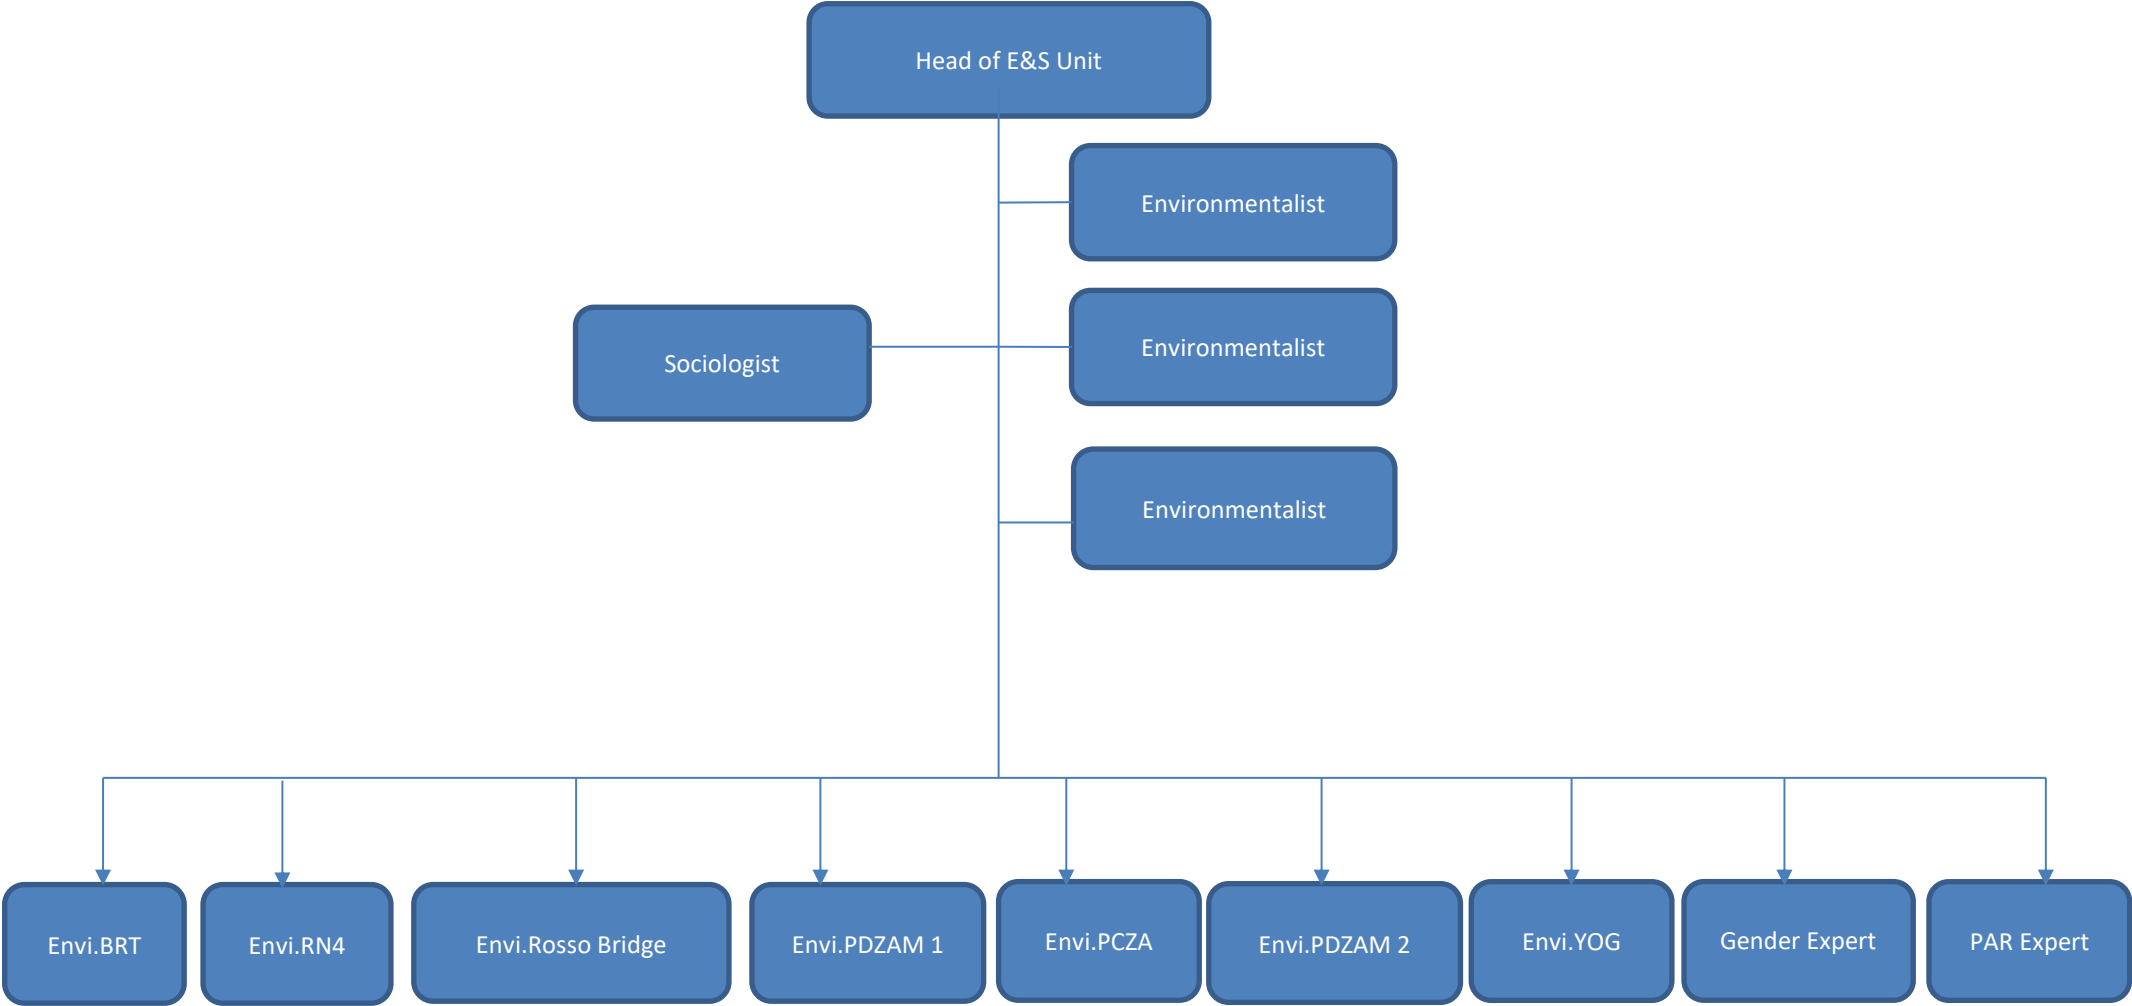 Head of E&S Unit
Environmentalist
Sociologist
Environmentalist
Environmentalist
Envi.BRT
Envi.RN4
Envi.Rosso Bridge
Envi.PDZAM 1
Envi.PCZA
Envi.PDZAM 2
Envi.YOG
Gender Expert
PAR Expert